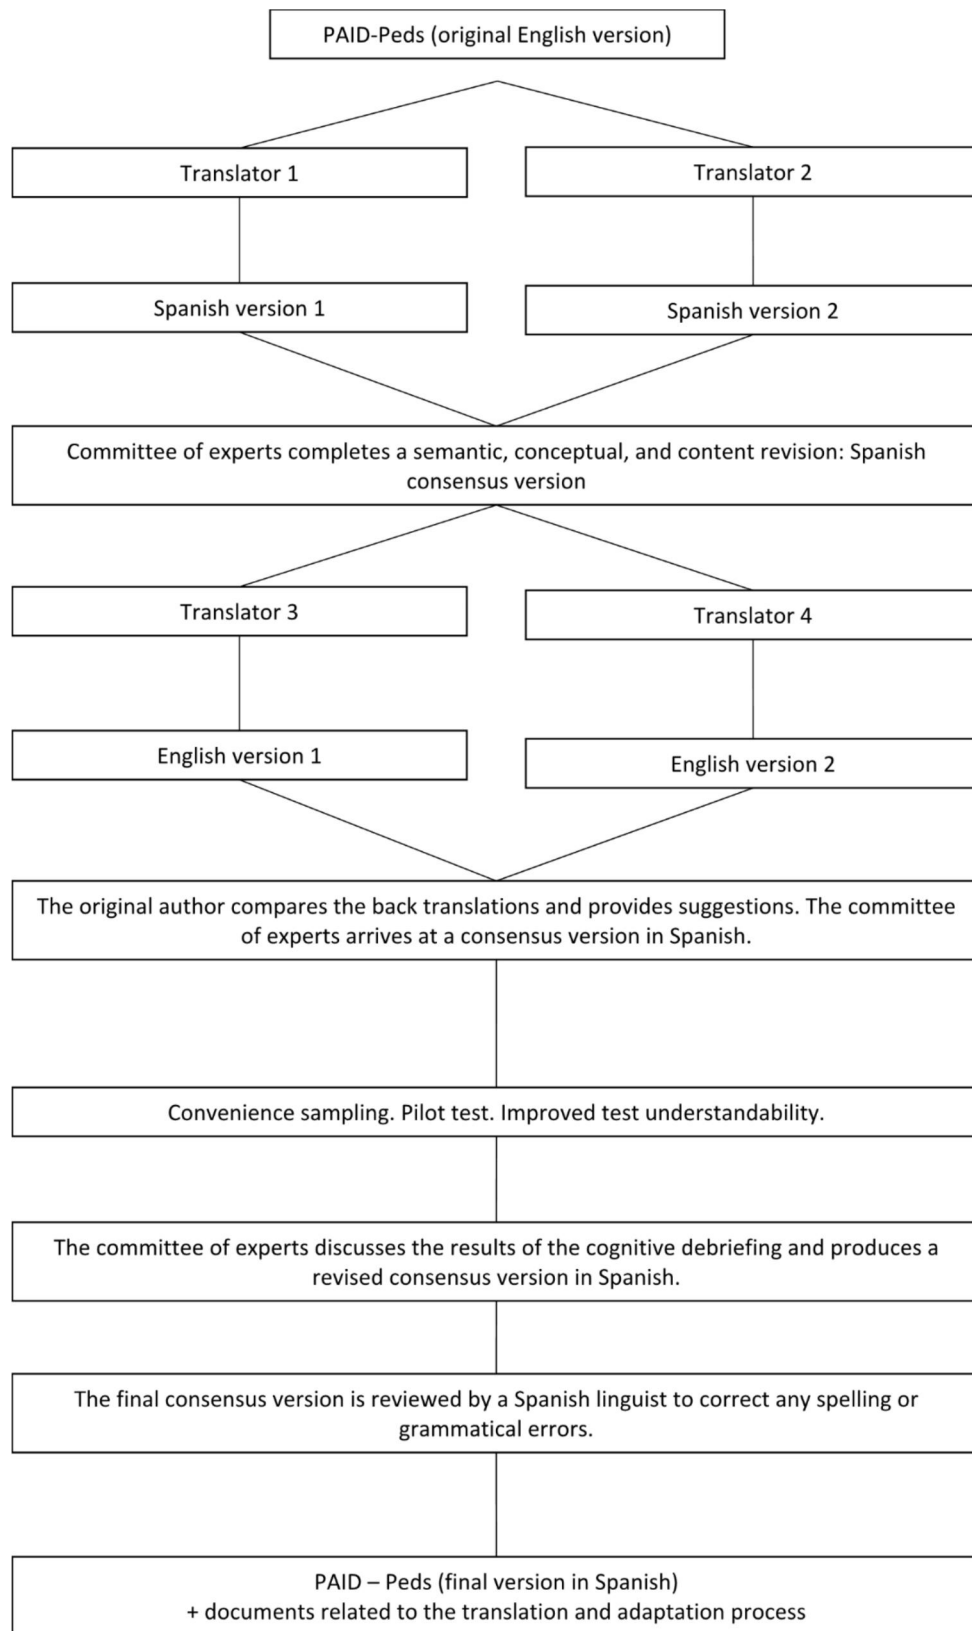 PAID-Peds (original English version)
Translator 1
Translator 2
Spanish version 1
Spanish version 2
Committee of experts completes a semantic, conceptual, and content revision: Spanish
consensus version
Translator 3
Translator 4
English version 1
English version 2
The original author compares the back translations and provides suggestions. The committee
of experts arrives at a consensus version in Spanish.
Convenience sampling. Pilot test. Improved test understandability.
The committee of experts discusses the results of the cognitive debriefing and produces a
revised consensus version in Spanish.
The final consensus version is reviewed by a Spanish linguist to correct any spelling or
grammatical errors.
PAID – Peds (final version in Spanish)
+ documents related to the translation and adaptation process